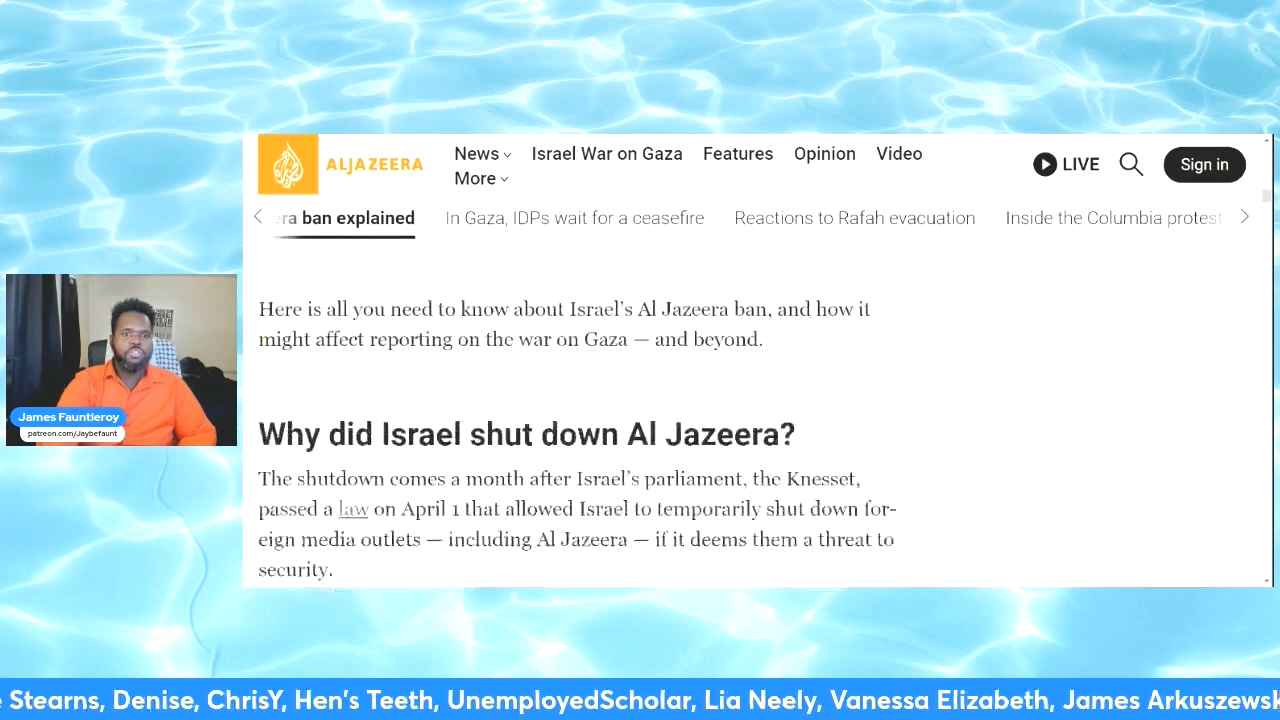 ALJAZEERA
News
Israel War on Gaza
Features
Opinion
Video
More
LIVE
Sign in
ban explained
In Gaza, IDPs wait for a ceasefire
Reactions to Rafah evacuation
Inside the Columbia protest
Here is all you need to know about Israel's Al Jazeera ban, and how it
might affect reporting on the war on Gaza — and beyond.
Why did Israel shut down Al Jazeera?
The shutdown comes a month after Israel's parliament, the Knesset,
passed a law on April 1 that allowed Israel to temporarily shut down for-
eign media outlets — including Al Jazeera — if it deems them a threat to
security.
James Fauntleroy
patreon.com/Jaybefaunt
Stearns, Denise, ChrisY, Hen's Teeth, UnemployedScholar, Lia Neely, Vanessa Elizabeth, James Arkuszewsk